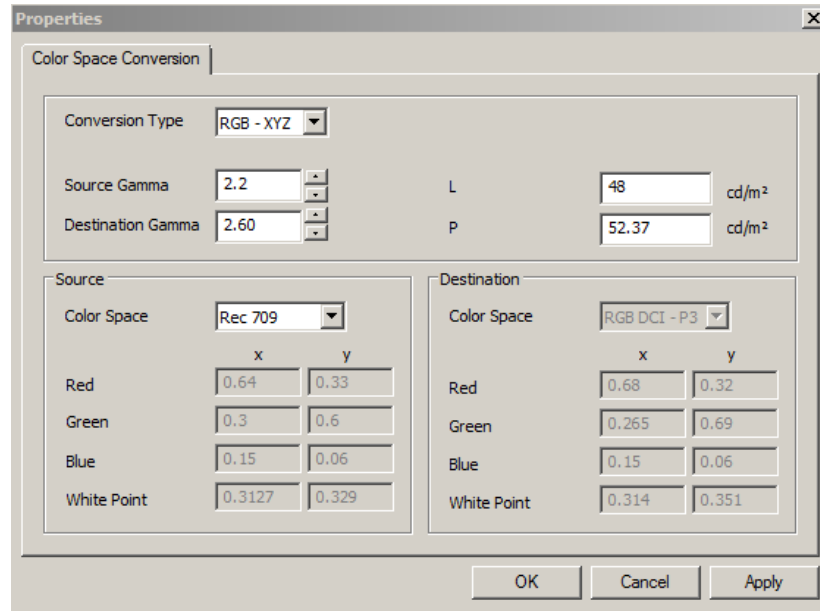 Properties
Color Space Conversion
Conversion Type RGB - XYZ
Source Gamma 2.2 L 48 cd/m²
Destination Gamma 2.60 P 52.37 cd/m²
Source Destination
Color Space Rec 709 Color Space RGB DCI - P3
x y x y
Red 0.64 0.33 Red 0.68 0.32
Green 0.3 0.6 Green 0.265 0.69
Blue 0.15 0.06 Blue 0.15 0.06
White Point 0.3127 0.329 White Point 0.314 0.351
OK Cancel Apply